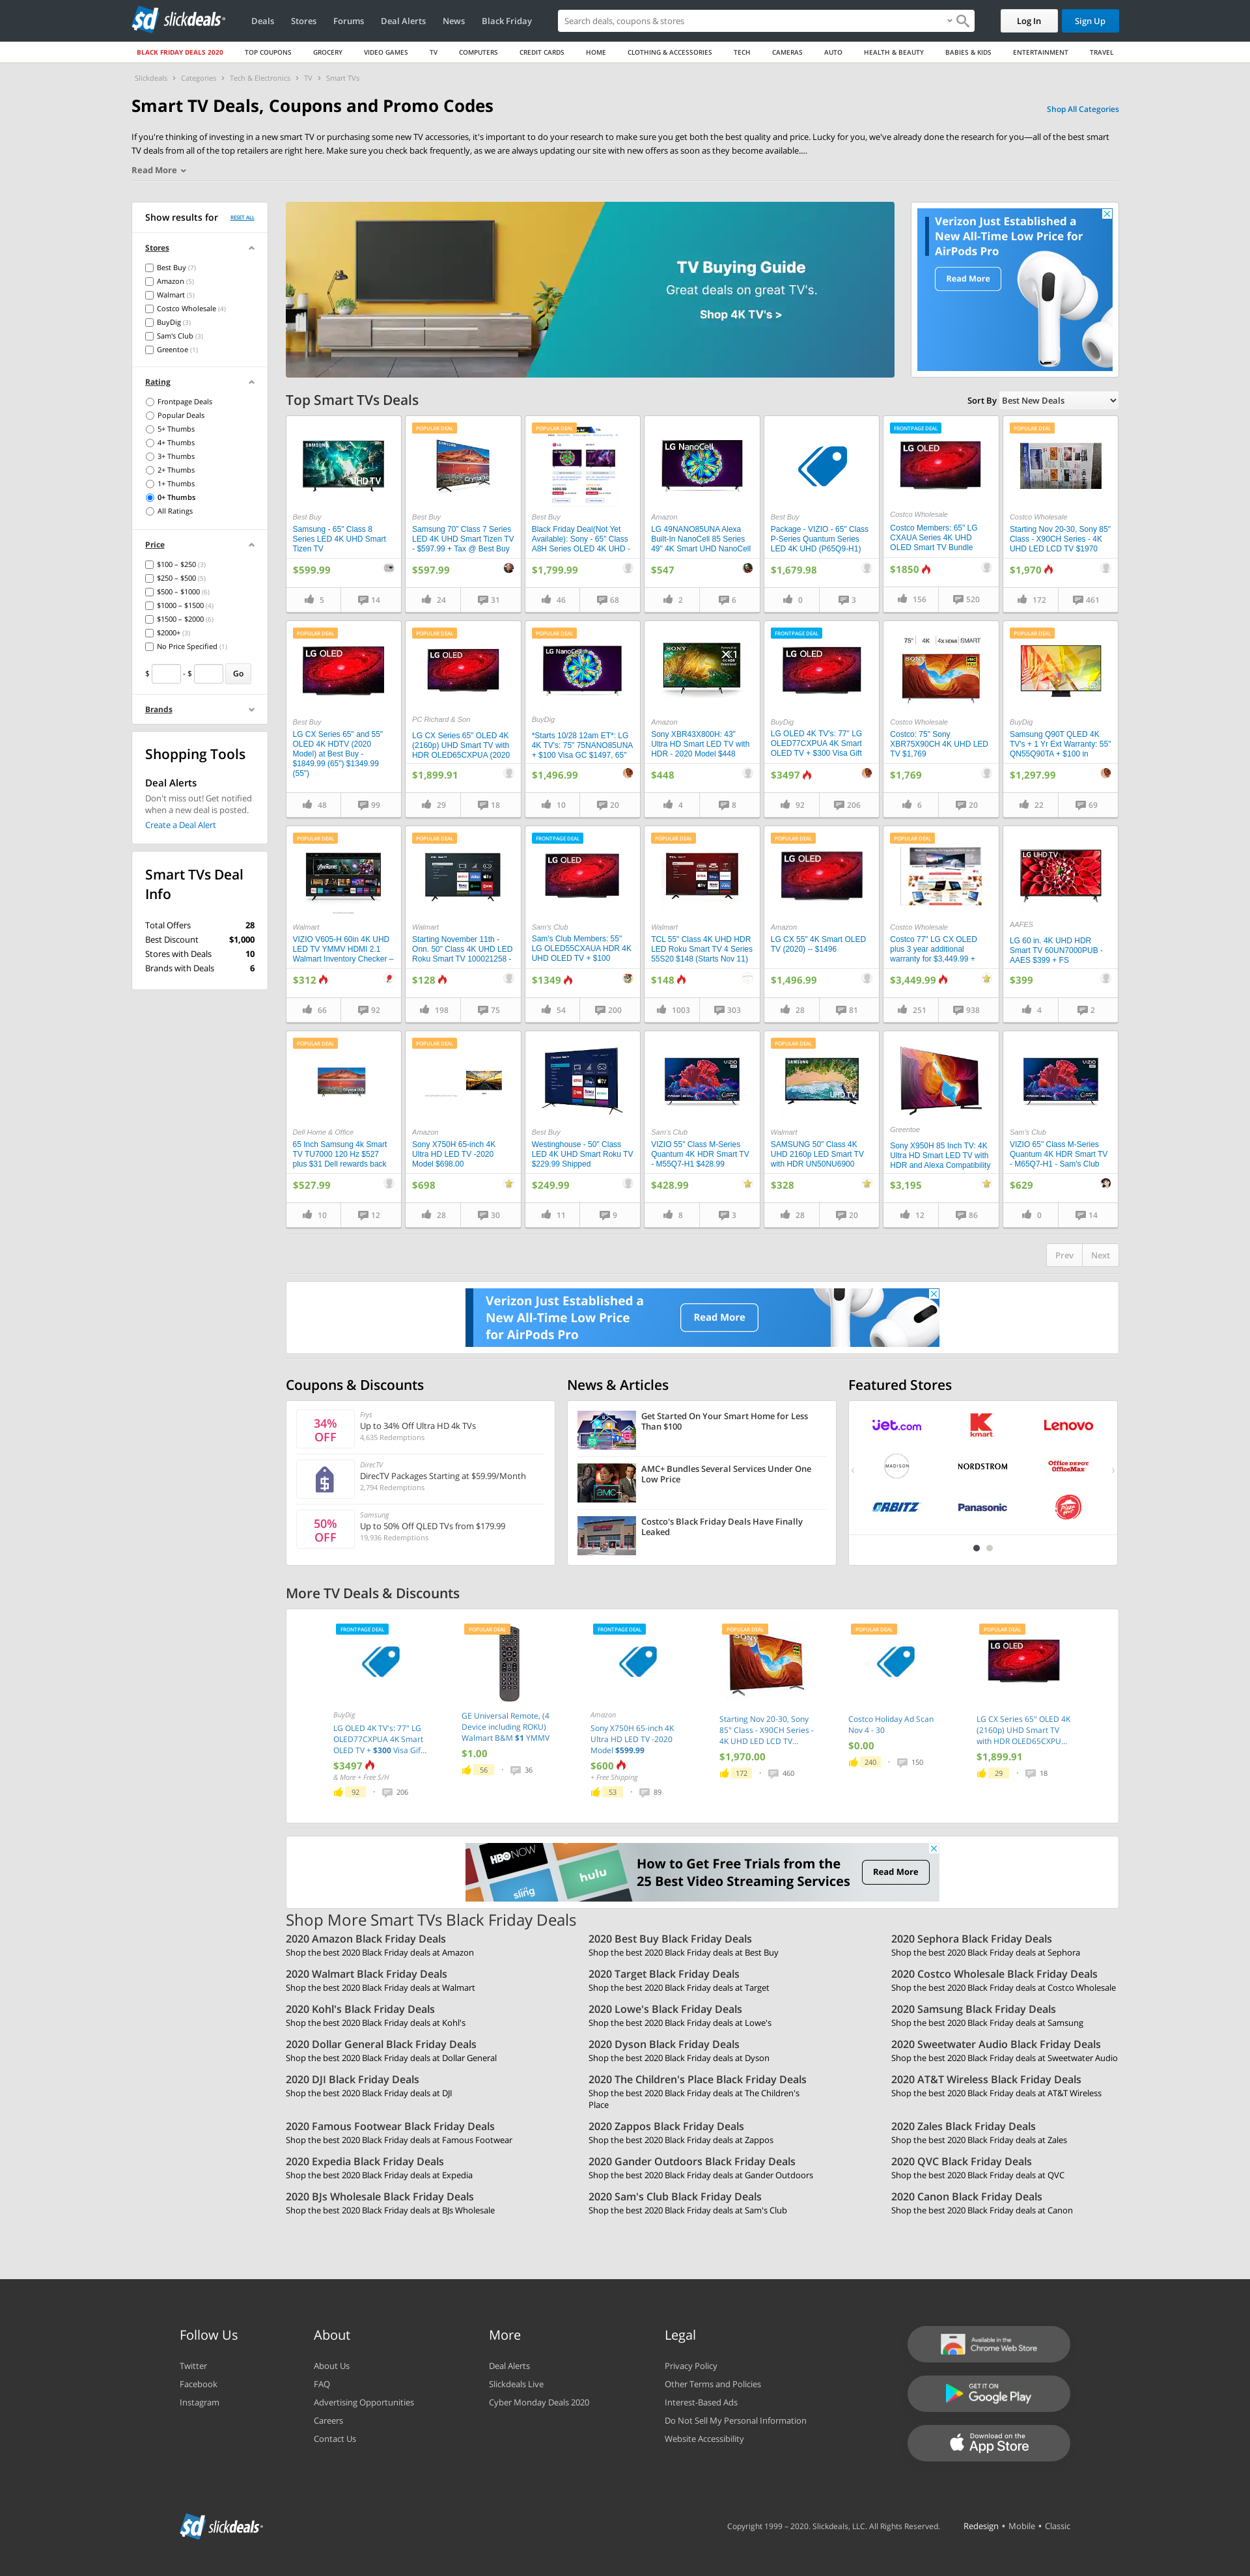 slickdeals
Deals Stores Forums Deal Alerts News Black Friday
Search deals, coupons & stores
Log In Sign Up
BLACK FRIDAY DEALS 2020 TOP COUPONS GROCERY VIDEO GAMES TV COMPUTERS CREDIT CARDS HOME CLOTHING & ACCESSORIES TECH CAMERAS AUTO HEALTH & BEAUTY BABIES & KIDS ENTERTAINMENT TRAVEL
Slickdeals > Categories > Tech & Electronics > TV > Smart TVs
Smart TV Deals, Coupons and Promo Codes
Shop All Categories
If you're thinking of investing in a new smart TV or purchasing some new TV accessories, it's important to do your research to make sure you get both the best quality and price. Lucky for you, we've already done the research for you—all of the best smart
TV deals from all of the top retailers are right here. Make sure you check back frequently, as we are always updating our site with new offers as soon as they become available....
Read More
Show results for RESET ALL
Stores
Best Buy (7)
Amazon (5)
Walmart (5)
Costco Wholesale (4)
BuyDig (3)
Sam's Club (3)
Greentoe (1)
Rating
Frontpage Deals
Popular Deals
5+ Thumbs
4+ Thumbs
3+ Thumbs
2+ Thumbs
1+ Thumbs
0+ Thumbs
All Ratings
Price
$100 – $250 (3)
$250 – $500 (5)
$500 – $1000 (6)
$1000 – $1500 (4)
$1500 – $2000 (6)
$2000+ (3)
No Price Specified (1)
$ - $ Go
Brands
Shopping Tools
Deal Alerts
Don't miss out! Get notified
when a new deal is posted.
Create a Deal Alert
Smart TVs Deal
Info
Total Offers 28
Best Discount $1,000
Stores with Deals 10
Brands with Deals 6
TV Buying Guide
Great deals on great TV's.
Shop 4K TV's >
Verizon Just Established a
New All-Time Low Price for
AirPods Pro
Read More
Top Smart TVs Deals
Sort By Best New Deals
SAMSUNG
UHD TV
Best Buy
Samsung - 65" Class 8
Series LED 4K UHD Smart
Tizen TV
$599.99
5 14
POPULAR DEAL
Best Buy
Samsung 70" Class 7 Series
LED 4K UHD Smart Tizen TV
- $597.99 + Tax @ Best Buy
$597.99
24 31
POPULAR DEAL
Best Buy
Black Friday Deal(Not Yet
Available): Sony - 65" Class
A8H Series OLED 4K UHD -
$1,799.99
46 68
LG NanoCell
Amazon
LG 49NANO85UNA Alexa
Built-In NanoCell 85 Series
49" 4K Smart UHD NanoCell
$547
2 6
Best Buy
Package - VIZIO - 65" Class
P-Series Quantum Series
LED 4K UHD (P65Q9-H1)
$1,679.98
0 3
FRONTPAGE DEAL
LG OLED
Costco Wholesale
Costco Members: 65" LG
CXAUA Series 4K UHD
OLED Smart TV Bundle
$1850
156 520
POPULAR DEAL
Costco Wholesale
Starting Nov 20-30, Sony 85"
Class - X90CH Series - 4K
UHD LED LCD TV $1970
$1,970
172 461
POPULAR DEAL
LG OLED
Best Buy
LG CX Series 65" and 55"
OLED 4K HDTV (2020
Model) at Best Buy -
$1849.99 (65") $1349.99
(55")
48 99
POPULAR DEAL
LG OLED
PC Richard & Son
LG CX Series 65" OLED 4K
(2160p) UHD Smart TV with
HDR OLED65CXPUA (2020
$1,899.91
29 18
POPULAR DEAL
LG NanoCell
BuyDig
*Starts 10/28 12am ET*: LG
4K TV's: 75" 75NANO85UNA
+ $100 Visa GC $1497, 65"
$1,496.99
10 20
SONY
X1
Amazon
Sony XBR43X800H: 43"
Ultra HD Smart LED TV with
HDR - 2020 Model $448
$448
4 8
FRONTPAGE DEAL
LG OLED
BuyDig
LG OLED 4K TV's: 77" LG
OLED77CXPUA 4K Smart
OLED TV + $300 Visa Gift
$3497
92 206
75" 4K 4x HDMI SMART
SONY
Costco Wholesale
Costco: 75" Sony
XBR75X90CH 4K UHD LED
TV $1,769
$1,769
6 20
POPULAR DEAL
BuyDig
Samsung Q90T QLED 4K
TV's + 1 Yr Ext Warranty: 55"
QN55Q90TA + $100 in
$1,297.99
22 69
POPULAR DEAL
Walmart
VIZIO V605-H 60in 4K UHD
LED TV YMMV HDMI 2.1
Walmart Inventory Checker –
$312
66 92
POPULAR DEAL
Walmart
Starting November 11th -
Onn. 50" Class 4K UHD LED
Roku Smart TV 100021258 -
$128
198 75
FRONTPAGE DEAL
LG OLED
Sam's Club
Sam's Club Members: 55"
LG OLED55CXAUA HDR 4K
UHD OLED TV + $100
$1349
54 200
POPULAR DEAL
Walmart
TCL 55" Class 4K UHD HDR
LED Roku Smart TV 4 Series
55S20 $148 (Starts Nov 11)
$148
1003 303
POPULAR DEAL
LG OLED
Amazon
LG CX 55" 4K Smart OLED
TV (2020) -- $1496
$1,496.99
28 81
POPULAR DEAL
Costco Wholesale
Costco 77" LG CX OLED
plus 3 year additional
warranty for $3,449.99 +
$3,449.99
251 938
LG UHD TV
AAFES
LG 60 in. 4K UHD HDR
Smart TV 60UN7000PUB -
AAES $399 + FS
$399
4 2
POPULAR DEAL
Dell Home & Office
65 Inch Samsung 4k Smart
TV TU7000 120 Hz $527
plus $31 Dell rewards back
$527.99
10 12
POPULAR DEAL
Amazon
Sony X750H 65-inch 4K
Ultra HD LED TV -2020
Model $698.00
$698
28 30
Best Buy
Westinghouse - 50" Class
LED 4K UHD Smart Roku TV
$229.99 Shipped
$249.99
11 9
VIZIO
Sam's Club
VIZIO 55" Class M-Series
Quantum 4K HDR Smart TV
- M55Q7-H1 $428.99
$428.99
8 3
POPULAR DEAL
SAMSUNG
UHD TV
Walmart
SAMSUNG 50" Class 4K
UHD 2160p LED Smart TV
with HDR UN50NU6900
$328
28 20
Greentoe
Sony X950H 85 Inch TV: 4K
Ultra HD Smart LED TV with
HDR and Alexa Compatibility
$3,195
12 86
VIZIO
Sam's Club
VIZIO 65" Class M-Series
Quantum 4K HDR Smart TV
- M65Q7-H1 - Sam's Club
$629
0 14
Prev Next
Verizon Just Established a
New All-Time Low Price
for AirPods Pro
Read More
Coupons & Discounts
34%
OFF
Frys
Up to 34% Off Ultra HD 4k TVs
4,635 Redemptions
DirecTV
DirecTV Packages Starting at $59.99/Month
2,794 Redemptions
50%
OFF
Samsung
Up to 50% Off QLED TVs from $179.99
19,936 Redemptions
News & Articles
Get Started On Your Smart Home for Less
Than $100
AMC+ Bundles Several Services Under One
Low Price
Costco's Black Friday Deals Have Finally
Leaked
Featured Stores
Jet.com kmart Lenovo
MADISON NORDSTROM Office DEPOT OfficeMax
ORBITZ Panasonic Pizza Hut
More TV Deals & Discounts
FRONTPAGE DEAL
BuyDig
LG OLED 4K TV's: 77" LG
OLED77CXPUA 4K Smart
OLED TV + $300 Visa Gif...
$3497
& More + Free S/H
92 206
POPULAR DEAL
GE Universal Remote, (4
Device including ROKU)
Walmart B&M $1 YMMV
$1.00
56 36
FRONTPAGE DEAL
Amazon
Sony X750H 65-inch 4K
Ultra HD LED TV -2020
Model $599.99
$600
+ Free Shipping
53 89
POPULAR DEAL
SONY
Starting Nov 20-30, Sony
85" Class - X90CH Series -
4K UHD LED LCD TV...
$1,970.00
172 460
POPULAR DEAL
Costco Holiday Ad Scan
Nov 4 - 30
$0.00
240 150
POPULAR DEAL
LG OLED
LG CX Series 65" OLED 4K
(2160p) UHD Smart TV
with HDR OLED65CXPU...
$1,899.91
29 18
HBO NOW
sling
hulu
How to Get Free Trials from the
25 Best Video Streaming Services
Read More
Shop More Smart TVs Black Friday Deals
2020 Amazon Black Friday Deals
Shop the best 2020 Black Friday deals at Amazon
2020 Best Buy Black Friday Deals
Shop the best 2020 Black Friday deals at Best Buy
2020 Sephora Black Friday Deals
Shop the best 2020 Black Friday deals at Sephora
2020 Walmart Black Friday Deals
Shop the best 2020 Black Friday deals at Walmart
2020 Target Black Friday Deals
Shop the best 2020 Black Friday deals at Target
2020 Costco Wholesale Black Friday Deals
Shop the best 2020 Black Friday deals at Costco Wholesale
2020 Kohl's Black Friday Deals
Shop the best 2020 Black Friday deals at Kohl's
2020 Lowe's Black Friday Deals
Shop the best 2020 Black Friday deals at Lowe's
2020 Samsung Black Friday Deals
Shop the best 2020 Black Friday deals at Samsung
2020 Dollar General Black Friday Deals
Shop the best 2020 Black Friday deals at Dollar General
2020 Dyson Black Friday Deals
Shop the best 2020 Black Friday deals at Dyson
2020 Sweetwater Audio Black Friday Deals
Shop the best 2020 Black Friday deals at Sweetwater Audio
2020 DJI Black Friday Deals
Shop the best 2020 Black Friday deals at DJI
2020 The Children's Place Black Friday Deals
Shop the best 2020 Black Friday deals at The Children's
Place
2020 AT&T Wireless Black Friday Deals
Shop the best 2020 Black Friday deals at AT&T Wireless
2020 Famous Footwear Black Friday Deals
Shop the best 2020 Black Friday deals at Famous Footwear
2020 Zappos Black Friday Deals
Shop the best 2020 Black Friday deals at Zappos
2020 Zales Black Friday Deals
Shop the best 2020 Black Friday deals at Zales
2020 Expedia Black Friday Deals
Shop the best 2020 Black Friday deals at Expedia
2020 Gander Outdoors Black Friday Deals
Shop the best 2020 Black Friday deals at Gander Outdoors
2020 QVC Black Friday Deals
Shop the best 2020 Black Friday deals at QVC
2020 BJs Wholesale Black Friday Deals
Shop the best 2020 Black Friday deals at BJs Wholesale
2020 Sam's Club Black Friday Deals
Shop the best 2020 Black Friday deals at Sam's Club
2020 Canon Black Friday Deals
Shop the best 2020 Black Friday deals at Canon
Follow Us
Twitter
Facebook
Instagram
About
About Us
FAQ
Advertising Opportunities
Careers
Contact Us
More
Deal Alerts
Slickdeals Live
Cyber Monday Deals 2020
Legal
Privacy Policy
Other Terms and Policies
Interest-Based Ads
Do Not Sell My Personal Information
Website Accessibility
Available in the
Chrome Web Store
GET IT ON
Google Play
Download on the
App Store
slickdeals
Copyright 1999 – 2020. Slickdeals, LLC. All Rights Reserved.
Redesign • Mobile • Classic